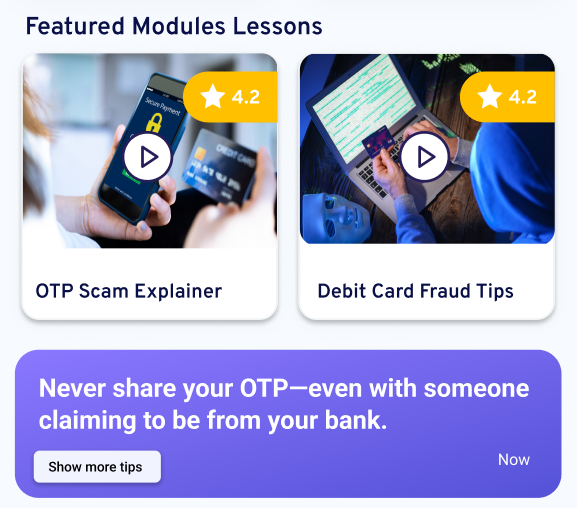 Featured Modules Lessons
4.2
4.2
Secure Payment
CREDIT CARD
OTP Scam Explainer
Debit Card Fraud Tips
Never share your OTP—even with someone
claiming to be from your bank.
Show more tips
Now